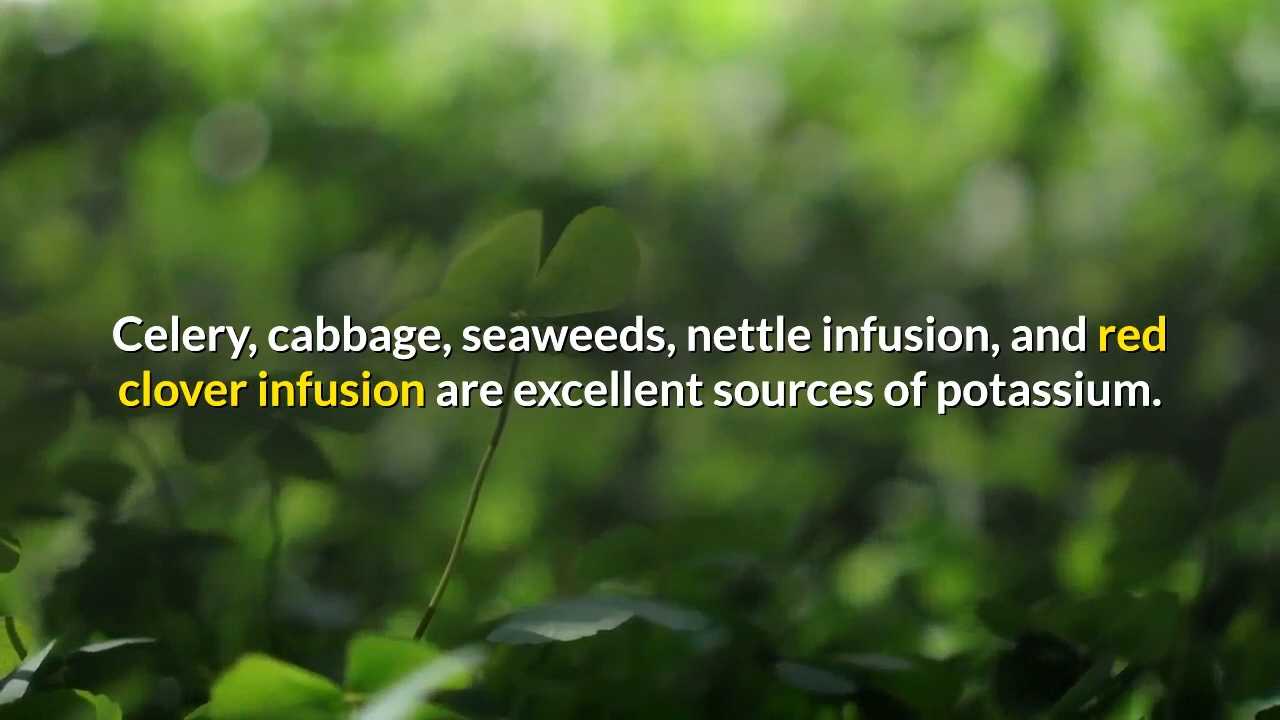 Celery, cabbage, seaweeds, nettle infusion, and red
clover infusion are excellent sources of potassium.